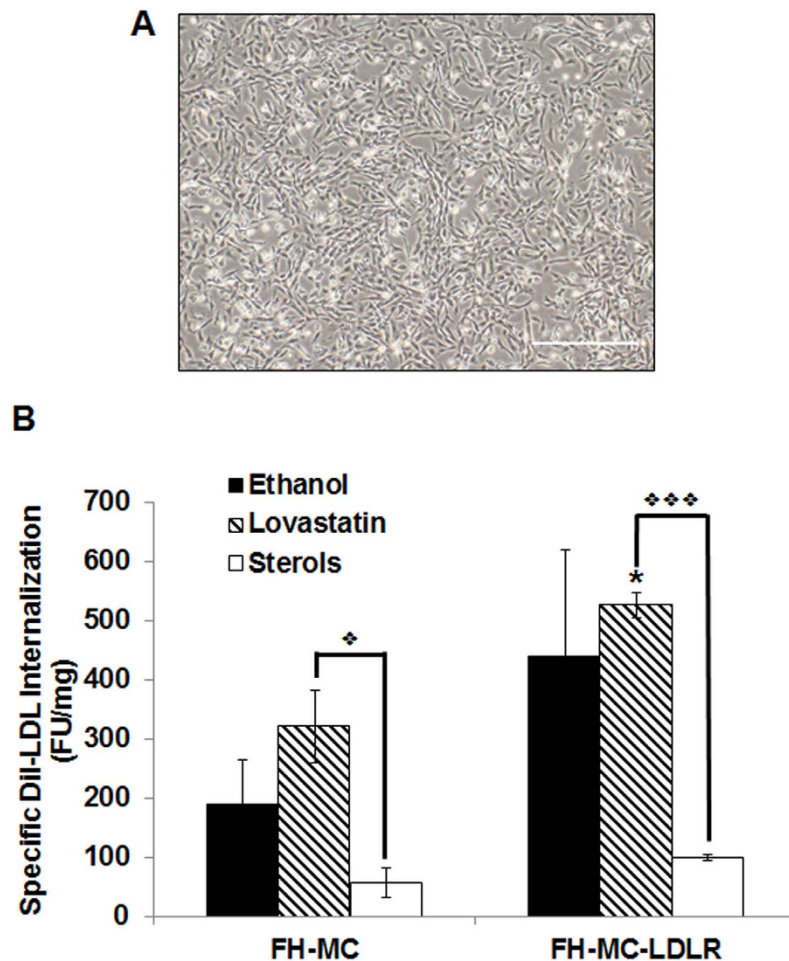 A
B
Ethanol
Lovastatin
Sterols
Specific DiI-LDL Internalization
(FU/mg)
700
600
500
400
300
200
100
0
❖
❖❖❖
*
FH-MC
FH-MC-LDLR